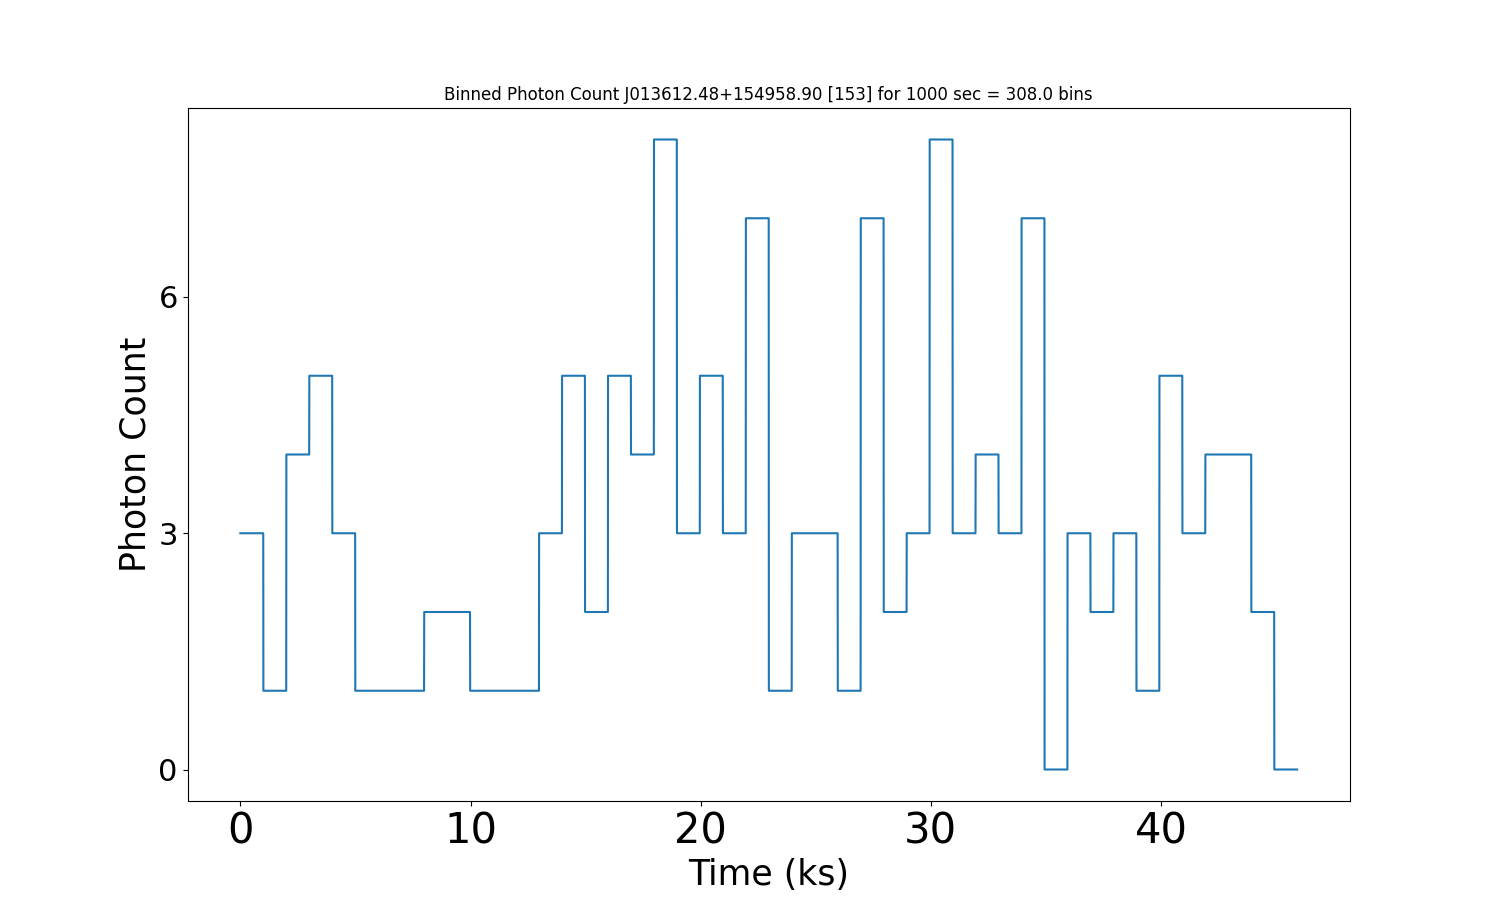 Binned Photon Count J013612.48+154958.90 [153] for 1000 sec = 308.0 bins
Photon Count
6
3
0
0 10 20 30 40
Time (ks)